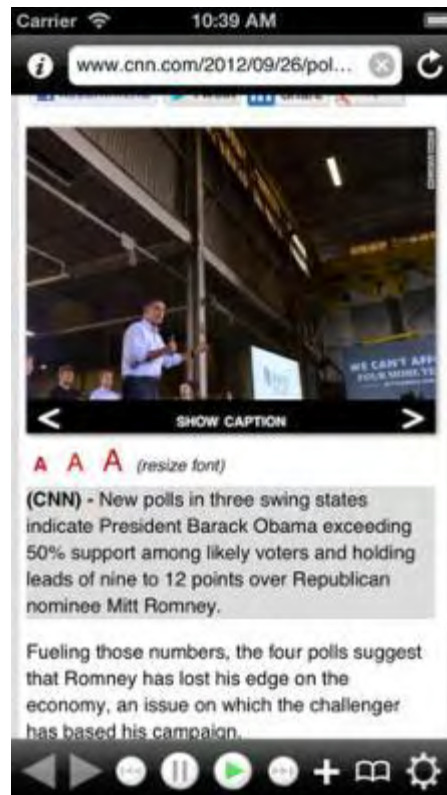 Carrier 10:39 AM
www.cnn.com/2012/09/26/pol...
SHOW CAPTION
A A A (resize font)
(CNN) - New polls in three swing states
indicate President Barack Obama exceeding
50% support among likely voters and holding
leads of nine to 12 points over Republican
nominee Mitt Romney.
Fueling those numbers, the four polls suggest
that Romney has lost his edge on the
economy, an issue on which the challenger
has based his campaign.